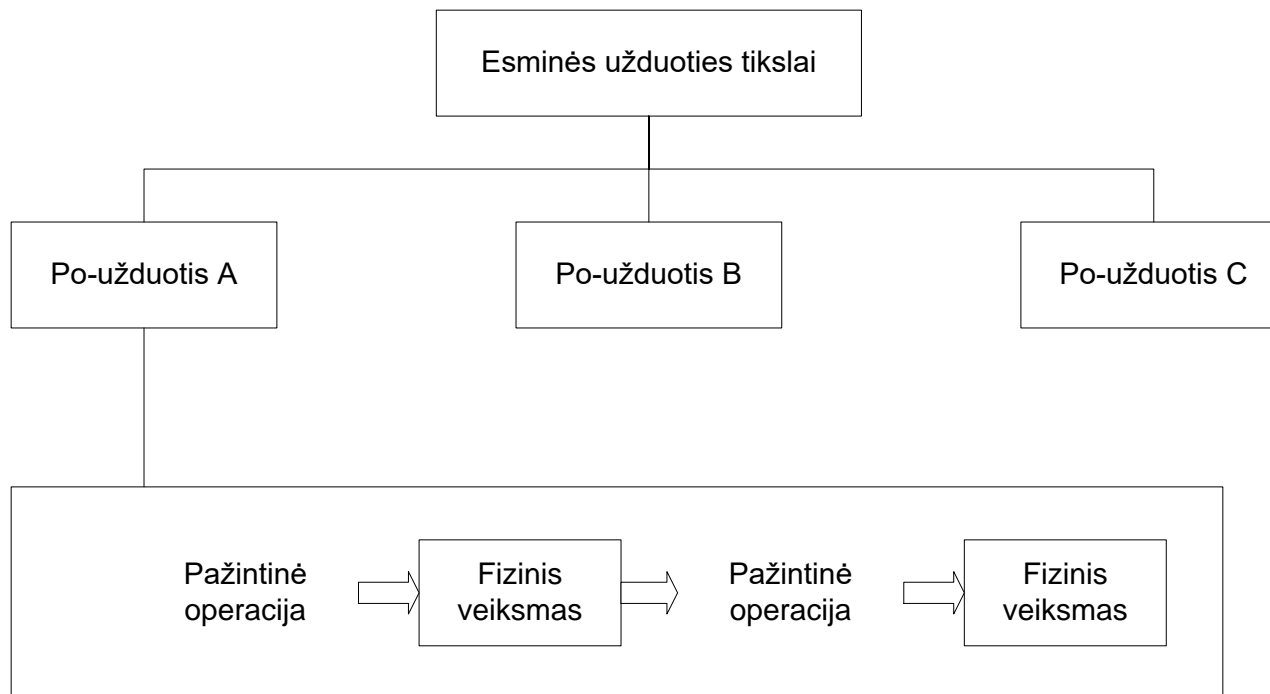 Esminės užduoties tikslai
Po-užduotis A
Po-užduotis B
Po-užduotis C
Pažintinė
operacija
Fizinis
veiksmas
Pažintinė
operacija
Fizinis
veiksmas